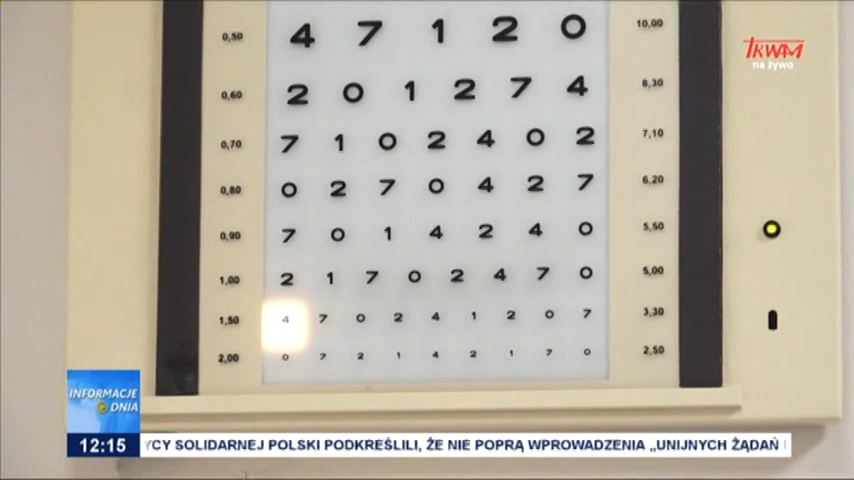 0,50 4 7 1 2 0 10,00
TRWAM
na żywo
0,60 2 0 1 2 7 4 8,30
0,70 7 1 0 2 4 0 2 7,10
0,80 0 2 7 0 4 2 7 6,20
0,90 7 0 1 4 2 4 0 5,50
1,00 2 1 7 0 2 4 7 0 5,00
1,50 4 7 0 2 4 1 2 0 7 3,30
2,00 0 7 2 1 4 2 1 7 0 2,50
INFORMACJE
DNIA
12:15 YCY SOLIDARNEJ POLSKI PODKREŚLILI, ŻE NIE POPRĄ WPROWADZENIA „UNIJNYCH ŻĄDAŃ